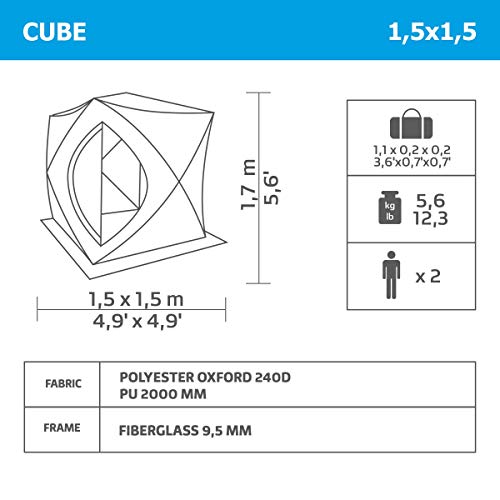 CUBE 1,5x1,5
1,7 m
5,6'
1,5 x 1,5 m
4,9' x 4,9'
1,1 x 0,2 x 0,2
3,6'x0,7'x0,7'
kg 5,6
lb 12,3
x 2
FABRIC POLYESTER OXFORD 240D
PU 2000 MM
FRAME FIBERGLASS 9,5 MM